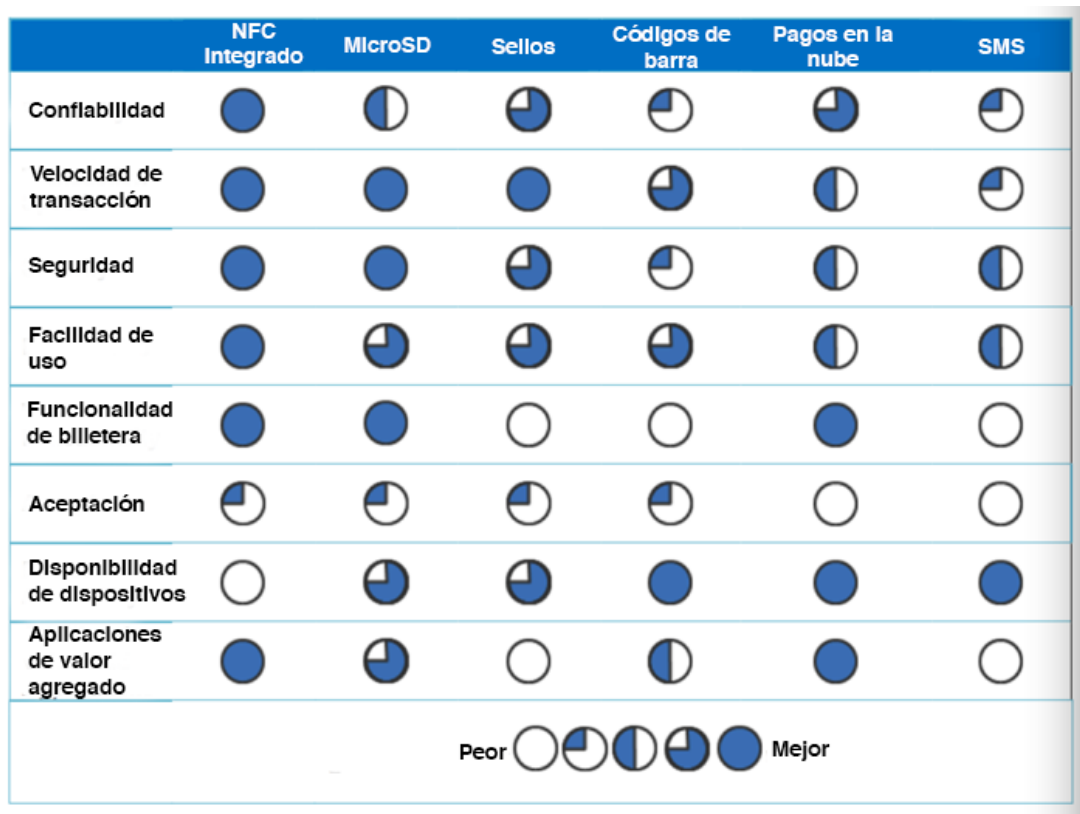 NFC Integrado
MicroSD
Sellos
Códigos de barra
Pagos en la nube
SMS
Confiabilidad
Velocidad de
transacción
Seguridad
Facilidad de
uso
Funcionalidad
de billetera
Aceptación
Disponibilidad
de dispositivos
Aplicaciones
de valor
agregado
Peor
Mejor